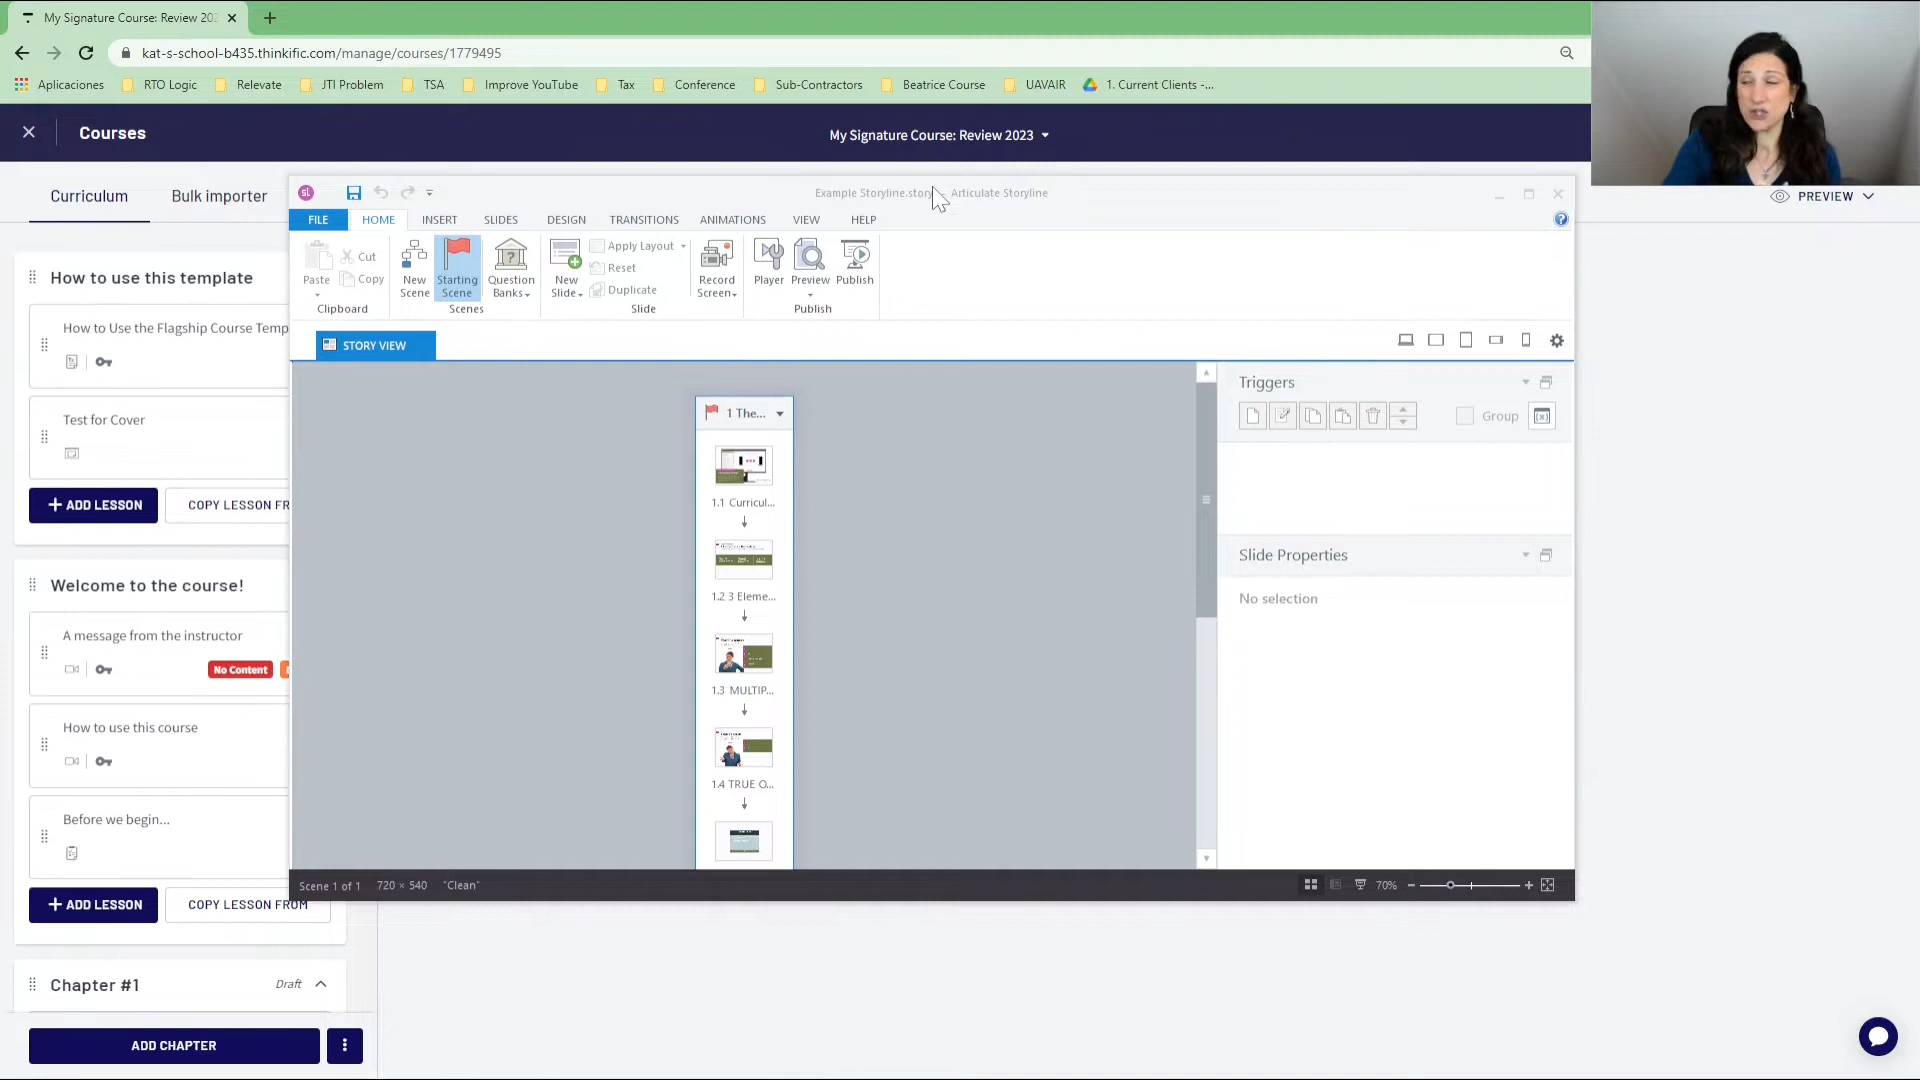 My Signature Course: Review 202
kat-s-school-b435.thinkific.com/manage/courses/1779495
Aplicaciones RTO Logic Relevate JTI Problem TSA Improve YouTube Tax Conference Sub-Contractors Beatrice Course UAVAIR 1. Current Clients -...
Courses
My Signature Course: Review 2023
Curriculum Bulk importer
PREVIEW
How to use this template
How to Use the Flagship Course Temp
Test for Cover
+ ADD LESSON COPY LESSON FR
Welcome to the course!
A message from the instructor
No Content
How to use this course
Before we begin...
+ ADD LESSON COPY LESSON FROM
Chapter #1 Draft
ADD CHAPTER
sl
Example Storyline.story - Articulate Storyline
FILE HOME INSERT SLIDES DESIGN TRANSITIONS ANIMATIONS VIEW HELP
Paste Cut Copy
Clipboard
New Scene Starting Scene Question Banks
Scenes
New Slide Apply Layout Reset Duplicate
Slide
Record Screen
Player Preview Publish
Publish
STORY VIEW
1 The...
1.1 Curricul...
1.2 3 Eleme...
1.3 MULTIP...
1.4 TRUE O...
Triggers
Group
Slide Properties
No selection
Scene 1 of 1 720 × 540 "Clean"
70%